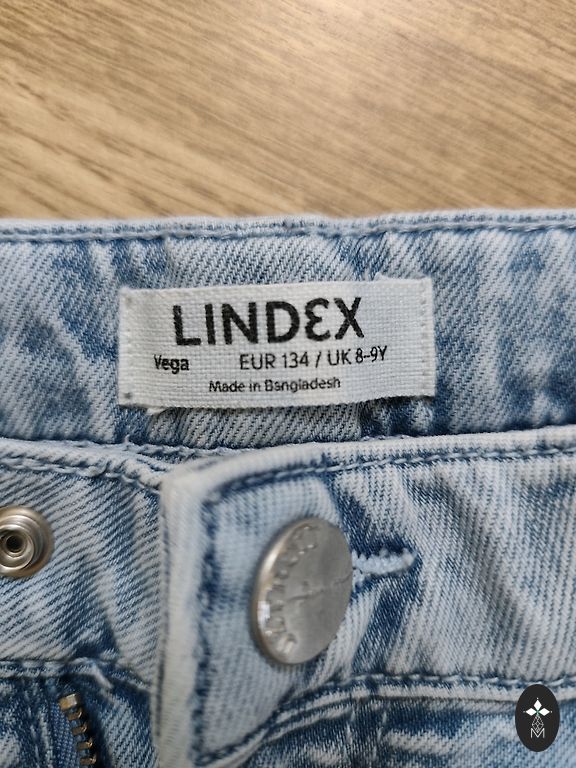 LINDEX
Vega EUR 134 / UK 8-9Y
Made in Bangladesh
M